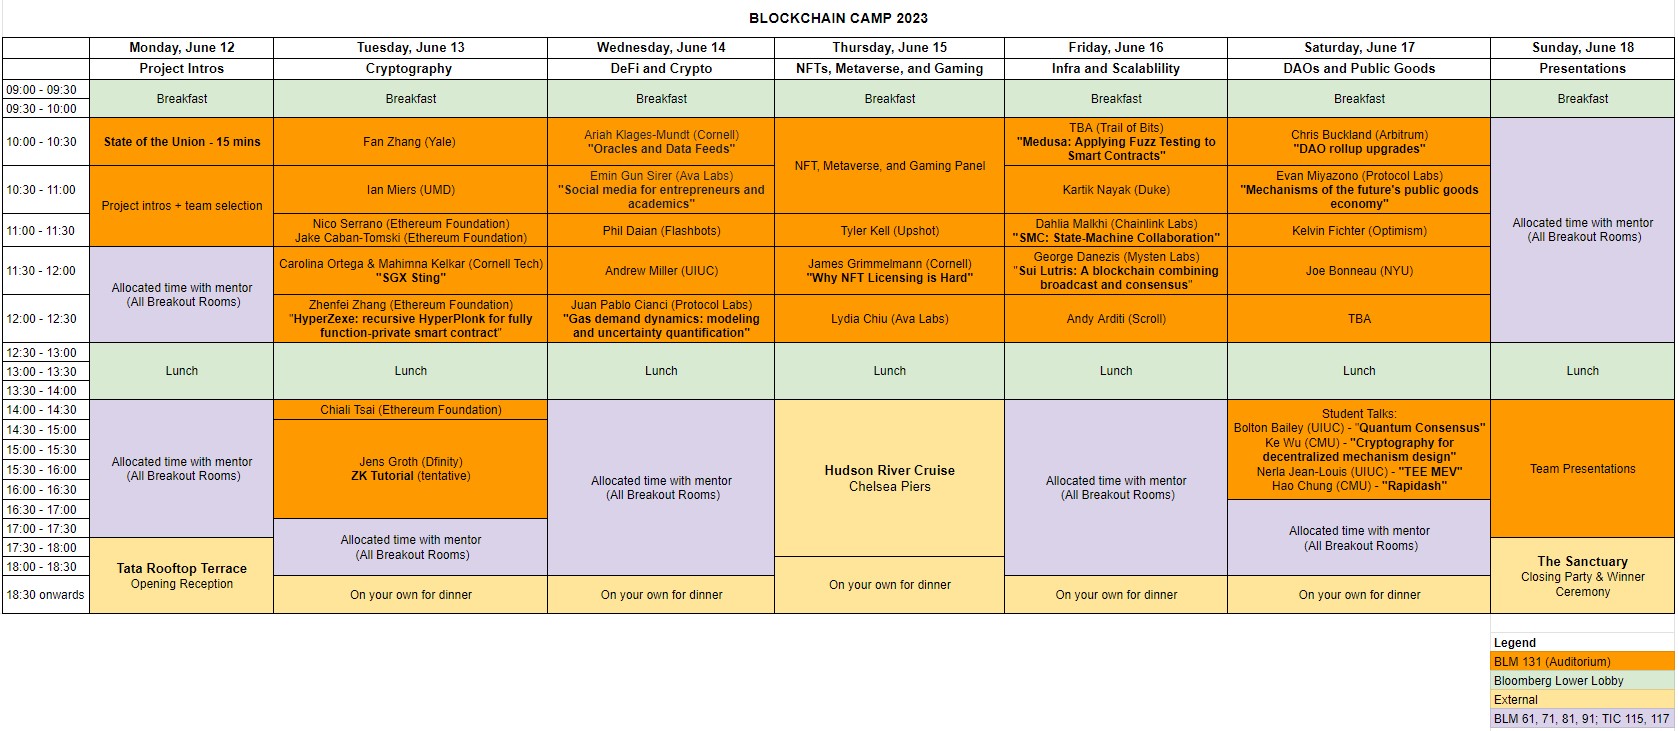 BLOCKCHAIN CAMP 2023
Monday, June 12
Tuesday, June 13
Wednesday, June 14
Thursday, June 15
Friday, June 16
Saturday, June 17
Sunday, June 18
Project Intros
Cryptography
DeFi and Crypto
NFTs, Metaverse, and Gaming
Infra and Scalablility
DAOs and Public Goods
Presentations
09:00 - 09:30
09:30 - 10:00
Breakfast
Breakfast
Breakfast
Breakfast
Breakfast
Breakfast
Breakfast
10:00 - 10:30
State of the Union - 15 mins
Fan Zhang (Yale)
Ariah Klages-Mundt (Cornell)
"Oracles and Data Feeds"
NFT, Metaverse, and Gaming Panel
TBA (Trail of Bits)
"Medusa: Applying Fuzz Testing to
Smart Contracts"
Chris Buckland (Arbitrum)
"DAO rollup upgrades"
Allocated time with mentor
(All Breakout Rooms)
10:30 - 11:00
Project intros + team selection
Ian Miers (UMD)
Emin Gun Sirer (Ava Labs)
"Social media for entrepreneurs and
academics"
Kartik Nayak (Duke)
Evan Miyazono (Protocol Labs)
"Mechanisms of the future's public goods
economy"
11:00 - 11:30
Nico Serrano (Ethereum Foundation)
Jake Caban-Tomski (Ethereum Foundation)
Phil Daian (Flashbots)
Tyler Kell (Upshot)
Dahlia Malkhi (Chainlink Labs)
"SMC: State-Machine Collaboration"
Kelvin Fichter (Optimism)
11:30 - 12:00
Allocated time with mentor
(All Breakout Rooms)
Carolina Ortega & Mahimna Kelkar (Cornell Tech)
"SGX Sting"
Andrew Miller (UIUC)
James Grimmelmann (Cornell)
"Why NFT Licensing is Hard"
George Danezis (Mysten Labs)
"Sui Lutris: A blockchain combining
broadcast and consensus"
Joe Bonneau (NYU)
12:00 - 12:30
Zhenfei Zhang (Ethereum Foundation)
"HyperZexe: recursive HyperPlonk for fully
function-private smart contract"
Juan Pablo Cianci (Protocol Labs)
"Gas demand dynamics: modeling
and uncertainty quantification"
Lydia Chiu (Ava Labs)
Andy Arditi (Scroll)
TBA
12:30 - 13:00
13:00 - 13:30
13:30 - 14:00
Lunch
Lunch
Lunch
Lunch
Lunch
Lunch
Lunch
14:00 - 14:30
14:30 - 15:00
15:00 - 15:30
15:30 - 16:00
16:00 - 16:30
16:30 - 17:00
17:00 - 17:30
17:30 - 18:00
18:00 - 18:30
18:30 onwards
Allocated time with mentor
(All Breakout Rooms)
Tata Rooftop Terrace
Opening Reception
Chiali Tsai (Ethereum Foundation)
Jens Groth (Dfinity)
ZK Tutorial (tentative)
Allocated time with mentor
(All Breakout Rooms)
On your own for dinner
Allocated time with mentor
(All Breakout Rooms)
On your own for dinner
Hudson River Cruise
Chelsea Piers
On your own for dinner
Allocated time with mentor
(All Breakout Rooms)
On your own for dinner
Student Talks:
Bolton Bailey (UIUC) - "Quantum Consensus"
Ke Wu (CMU) - "Cryptography for
decentralized mechanism design"
Nerla Jean-Louis (UIUC) - "TEE MEV"
Hao Chung (CMU) - "Rapidash"
Allocated time with mentor
(All Breakout Rooms)
On your own for dinner
Team Presentations
The Sanctuary
Closing Party & Winner
Ceremony
Legend
BLM 131 (Auditorium)
Bloomberg Lower Lobby
External
BLM 61, 71, 81, 91; TIC 115, 117